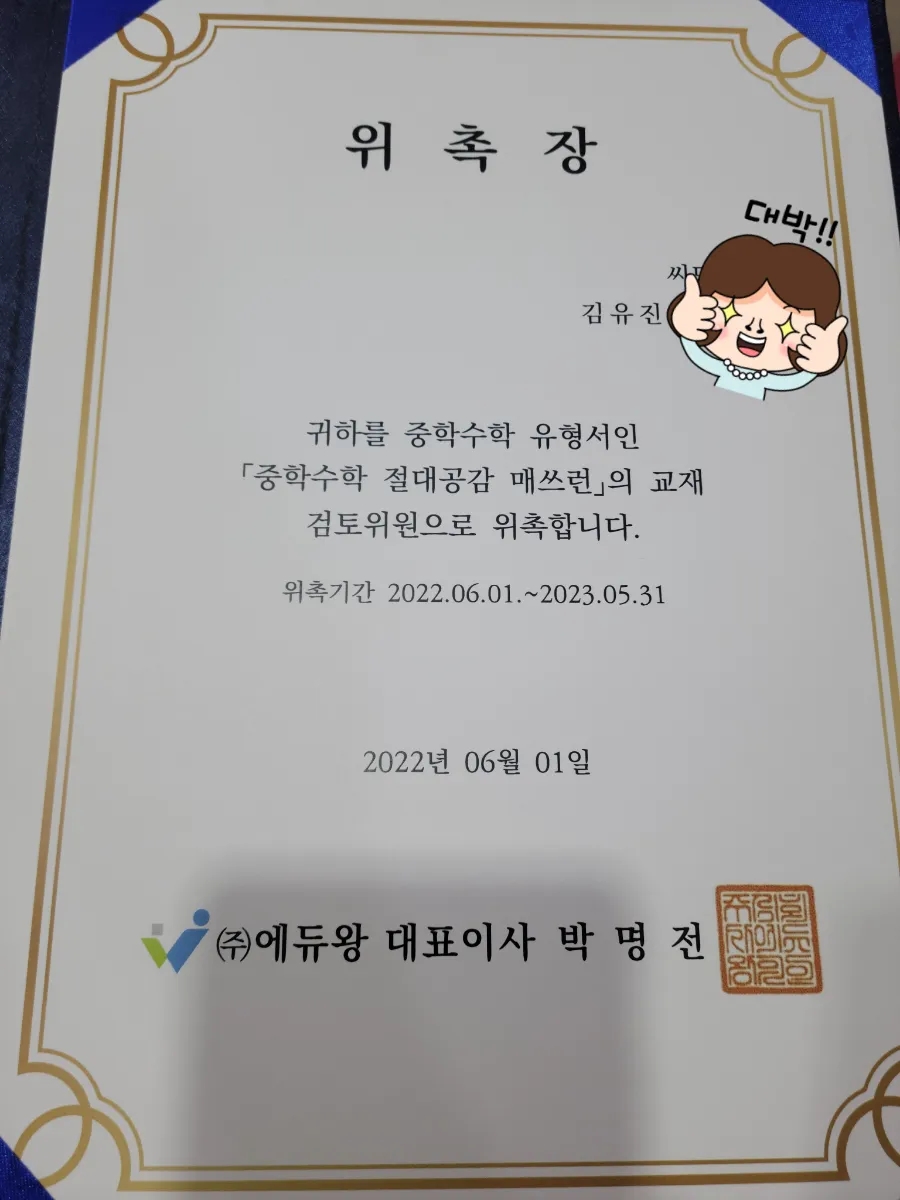 위 촉 장
대박!!
김유진
귀하를 중학수학 유형서인
「중학수학 절대공감 매쓰런」의 교재
검토위원으로 위촉합니다.
위촉기간 2022.06.01.~2023.05.31
2022년 06월 01일
㈜에듀왕 대표이사 박 명 전